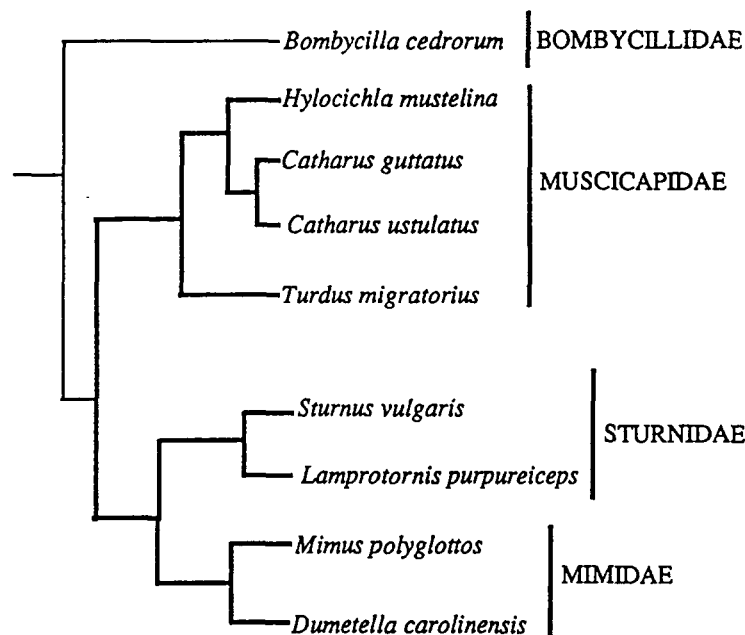 Bombycilla cedrorum
BOMBYCILLIDAE
Hylocichla mustelina
Catharus guttatus
MUSCICAPIDAE
Catharus ustulatus
Turdus migratorius
Sturnus vulgaris
STURNIDAE
Lamprotornis purpureiceps
Mimus polyglottos
MIMIDAE
Dumetella carolinensis